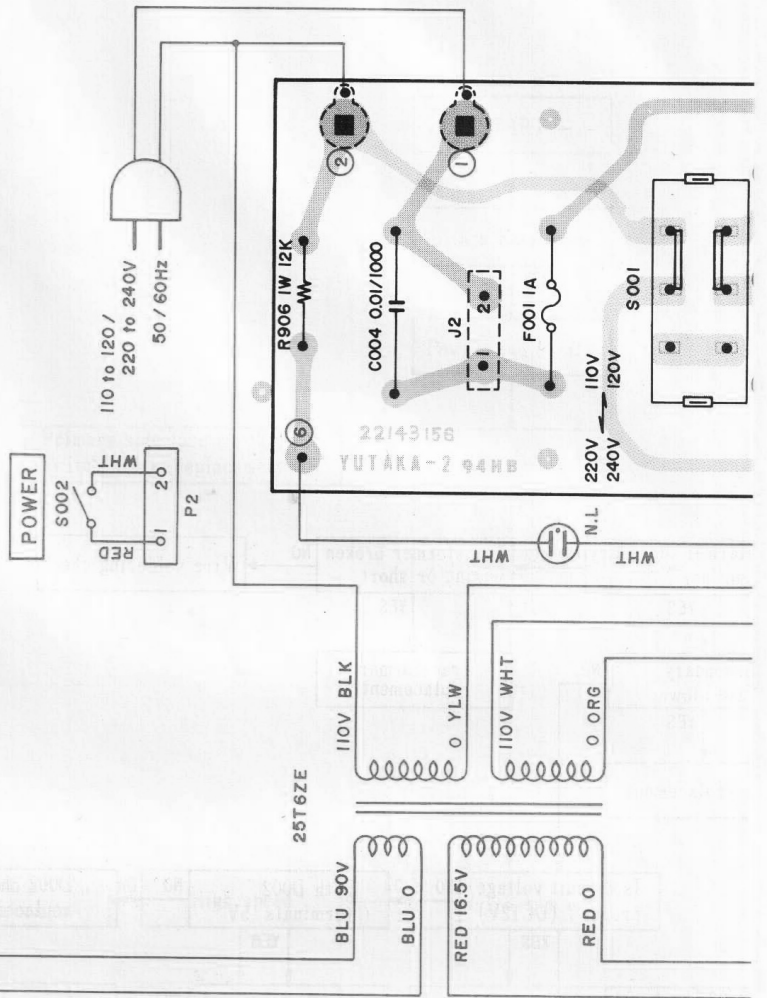 110 to 120/
220 to 240V
50/60Hz
POWER
S002
WHT
RED
1 2
P2
2
1
6
R906 1W 12K
C004 0.01/1000
J2
1 2
F001 1A
S001
220V 110V
240V 120V
22143156
YUTAKA-2 94HB
WHT
N.L
WHT
110V BLK
0 YLW
110V WHT
0 ORG
25T6ZE
BLU 90V
BLU 0
RED 16.5V
RED 0